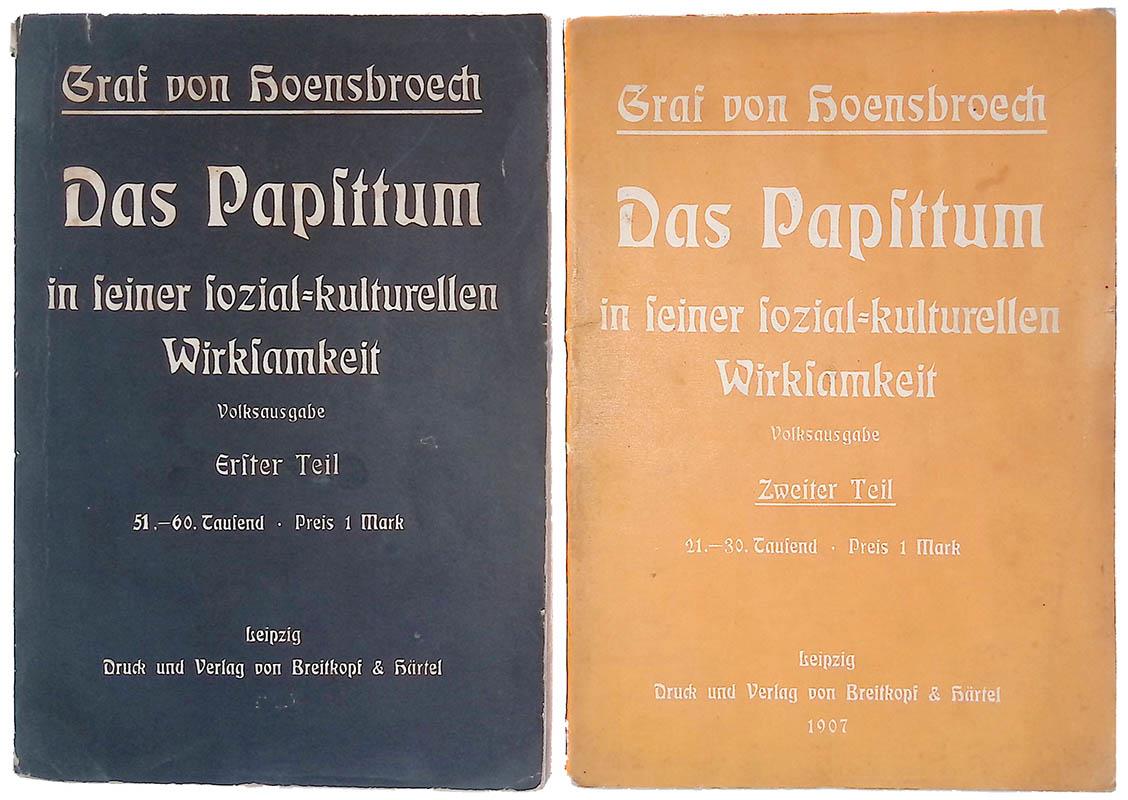 Graf von Hoensbroech
Das Papſttum
in ſeiner ſozial=kulturellen
Wirkſamkeit
Volksausgabe
Erſter Teil
51.—60. Tauſend · Preis 1 Mark
Leipzig
Druck und Verlag von Breitkopf & Härtel
Graf von Hoensbroech
Das Papſttum
in ſeiner ſozial=kulturellen
Wirkſamkeit
Volksausgabe
Zweiter Teil
21.—30. Tauſend · Preis 1 Mark
Leipzig
Druck und Verlag von Breitkopf & Härtel
1907